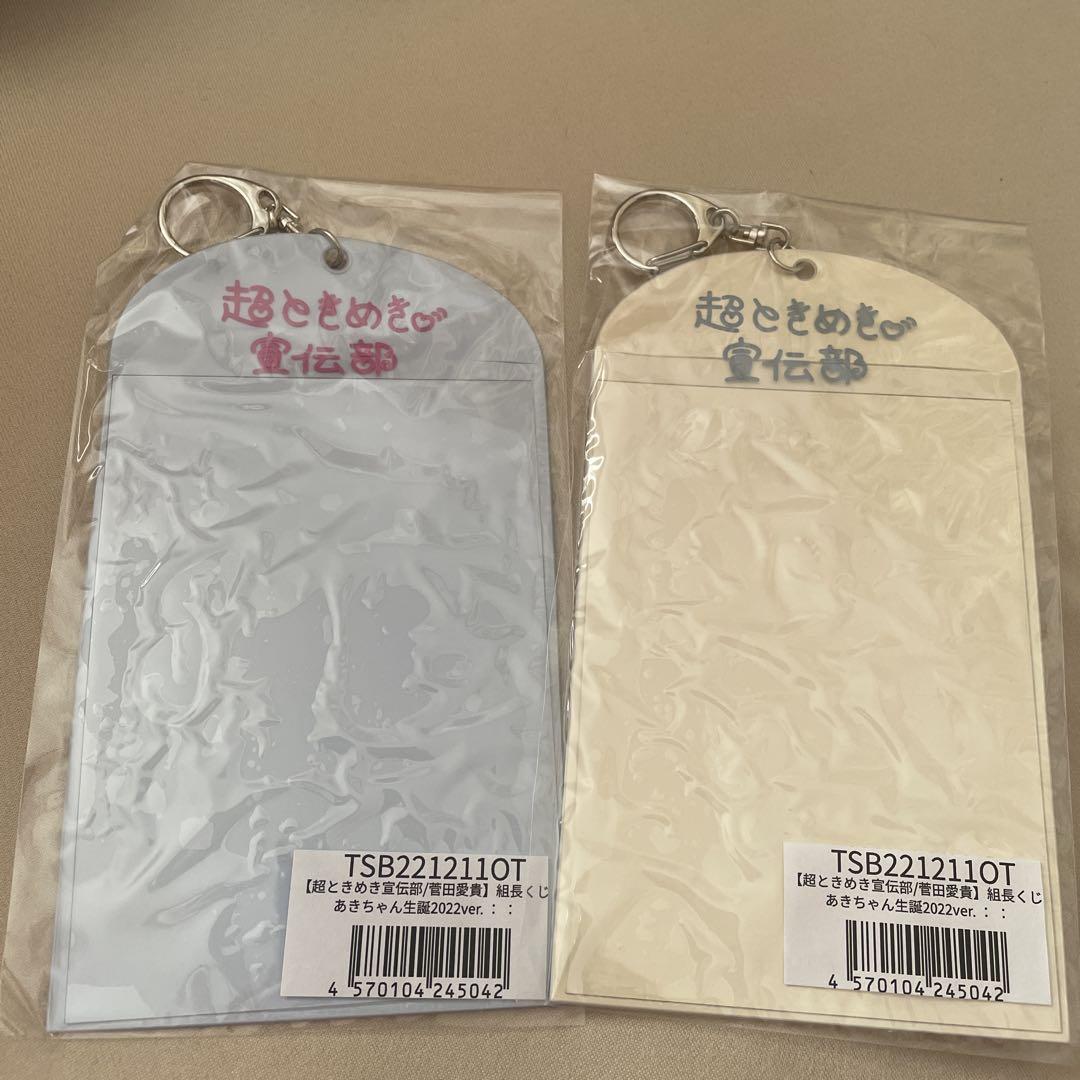 超ときめき♡
宣伝部
TSB2212110T
【超ときめき宣伝部/菅田愛貴】組長くじ
あきちゃん生誕2022ver.：：
4 570104 245042
超ときめき♡
宣伝部
TSB2212110T
【超ときめき宣伝部/菅田愛貴】組長くじ
あきちゃん生誕2022ver.：：
4 570104 245042